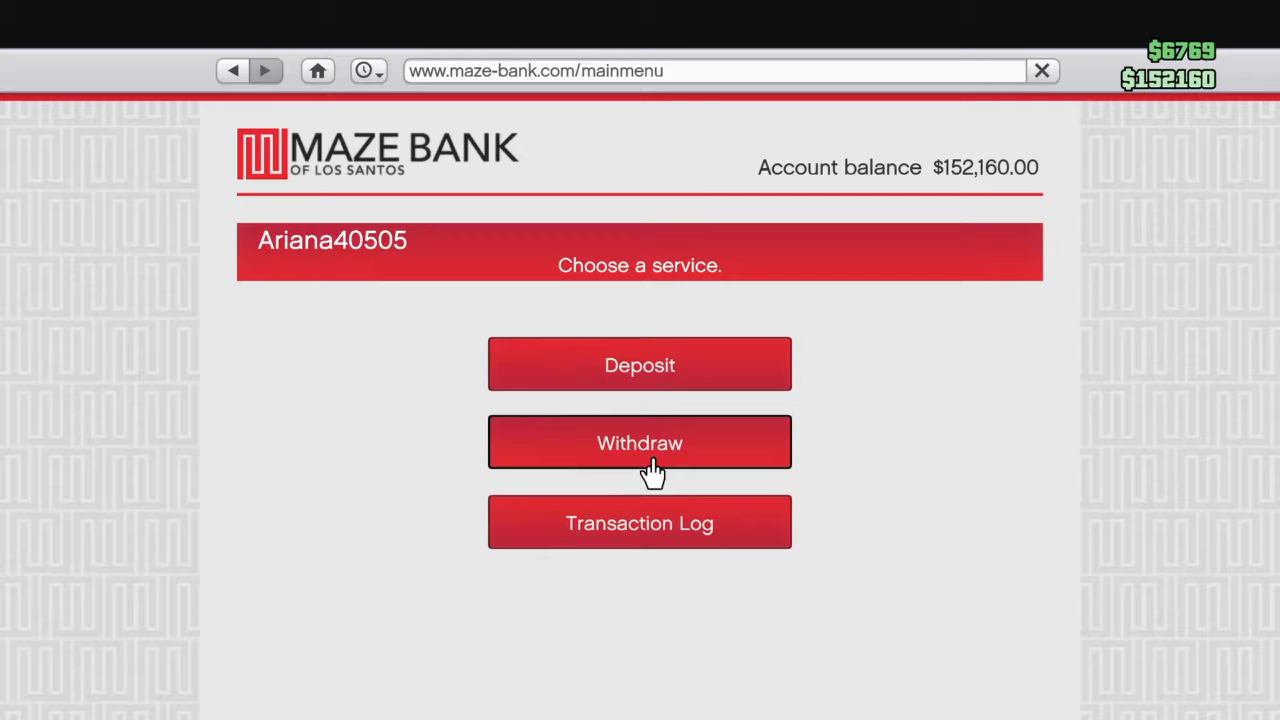 $6769
www.maze-bank.com/mainmenu
$152160
MAZE BANK
OF LOS SANTOS
Account balance $152,160.00
Ariana40505
Choose a service.
Deposit
Withdraw
Transaction Log